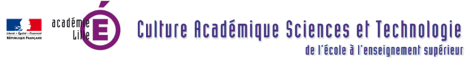 académie
Lille
É
Culture Académique Sciences et Technologie
de l'école à l'enseignement supérieur